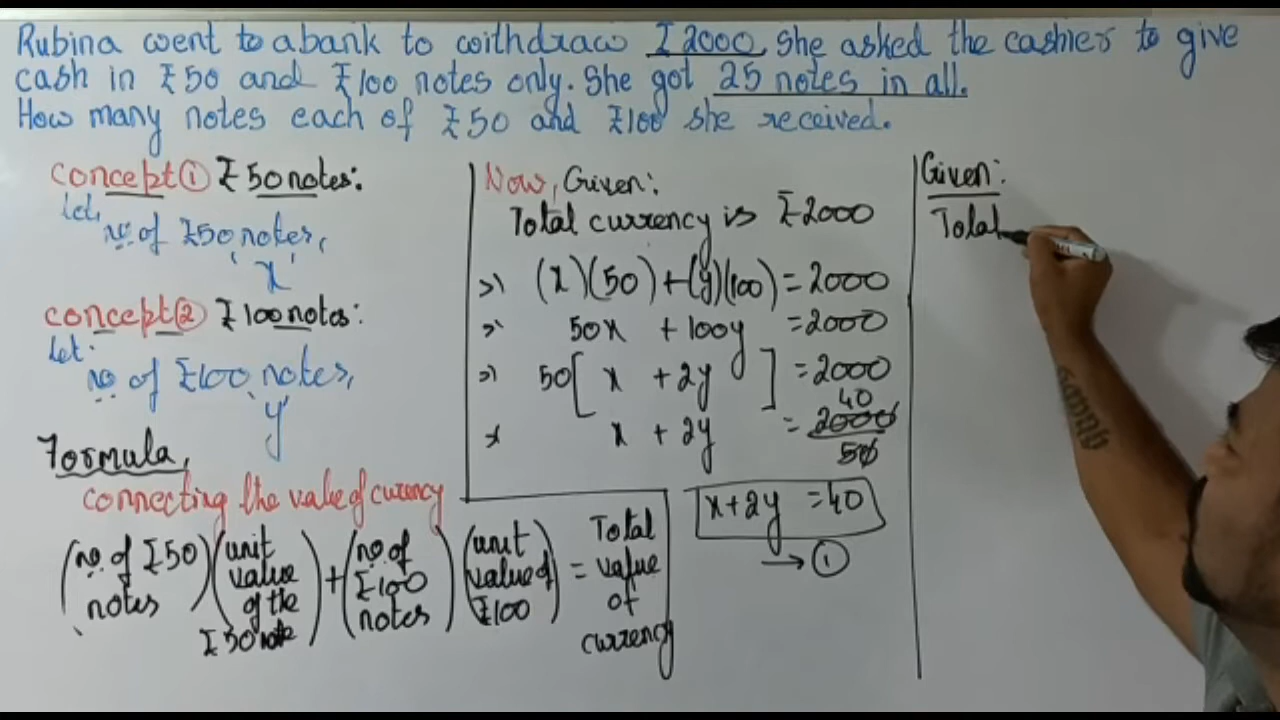 Rubina went to a bank to withdraw ₹2000. She asked the cashier to give
cash in ₹50 and ₹100 notes only. She got 25 notes in all.
How many notes each of ₹50 and ₹100 she received.
concept ① ₹50 notes:
Let,
no of ₹50 notes,
'x'
concept ② ₹100 notes:
Let.
no of ₹100 notes,
'y'
Formula,
connecting the value of curency
(no. of ₹50 notes) (unit value of the ₹50 note) + (no of ₹100 notes) (unit value of ₹100) = Total value of currency
Now, Given:
Total currency is ₹2000
⇒ (x)(50) + (y)(100) = 2000
⇒ 50x + 100y = 2000
⇒ 50[x + 2y] = 2000
⇒ x + 2y = 2000/50 40
x + 2y = 40
→ ①
Given:
Total